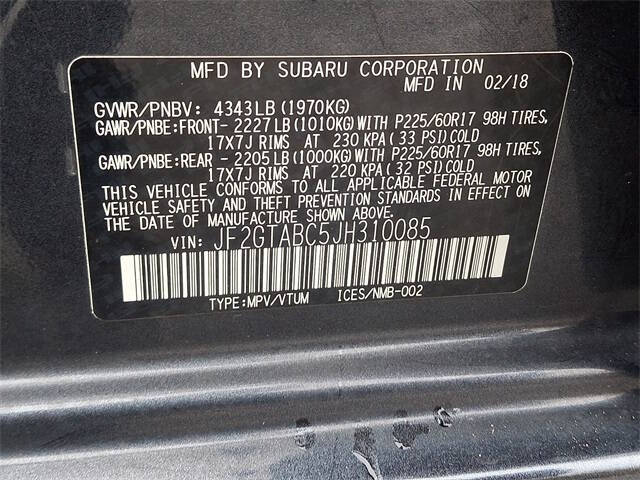 MFD BY SUBARU CORPORATION
MFD IN 02/18
GVWR/PNBV: 4343LB(1970KG)
GAWR/PNBE:FRONT- 2227LB(1010KG)WITH P225/60R17 98H TIRES,
17X7J RIMS AT 230 KPA(33 PSI)COLD
GAWR/PNBE:REAR - 2205LB(1000KG)WITH P225/60R17 98H TIRES,
17X7J RIMS AT 220 KPA(32 PSI)COLD
THIS VEHICLE CONFORMS TO ALL APPLICABLE FEDERAL MOTOR
VEHICLE SAFETY AND THEFT PREVENTION STANDARDS IN EFFECT ON
THE DATE OF MANUFACTURE SHOWN ABOVE.
VIN: JF2GTABC5JH310085
TYPE:MPV/VTUM ICES/NMB-002